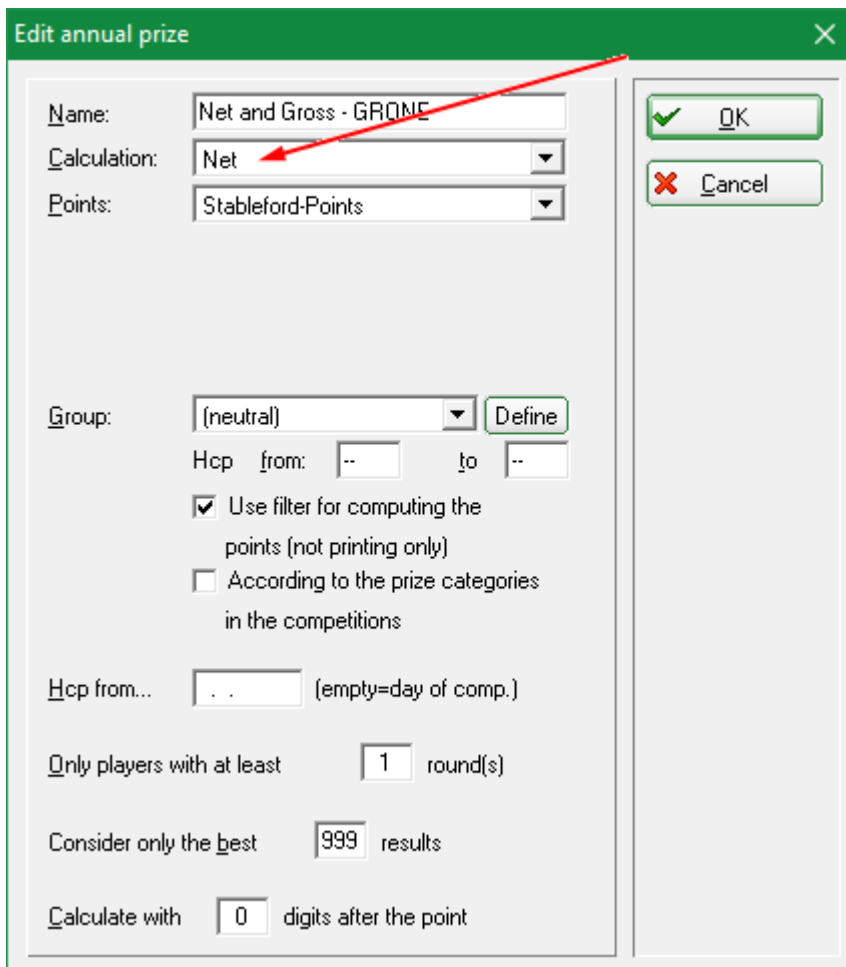 Edit annual prize
Name: Net and Gross - GRONE
OK
Calculation: Net
Cancel
Points: Stableford-Points
Group: (neutral) Define
Hcp from: -- to --
Use filter for computing the
points (not printing only)
According to the prize categories
in the competitions
Hcp from... . . (empty=day of comp.)
Only players with at least 1 round(s)
Consider only the best 999 results
Calculate with 0 digits after the point